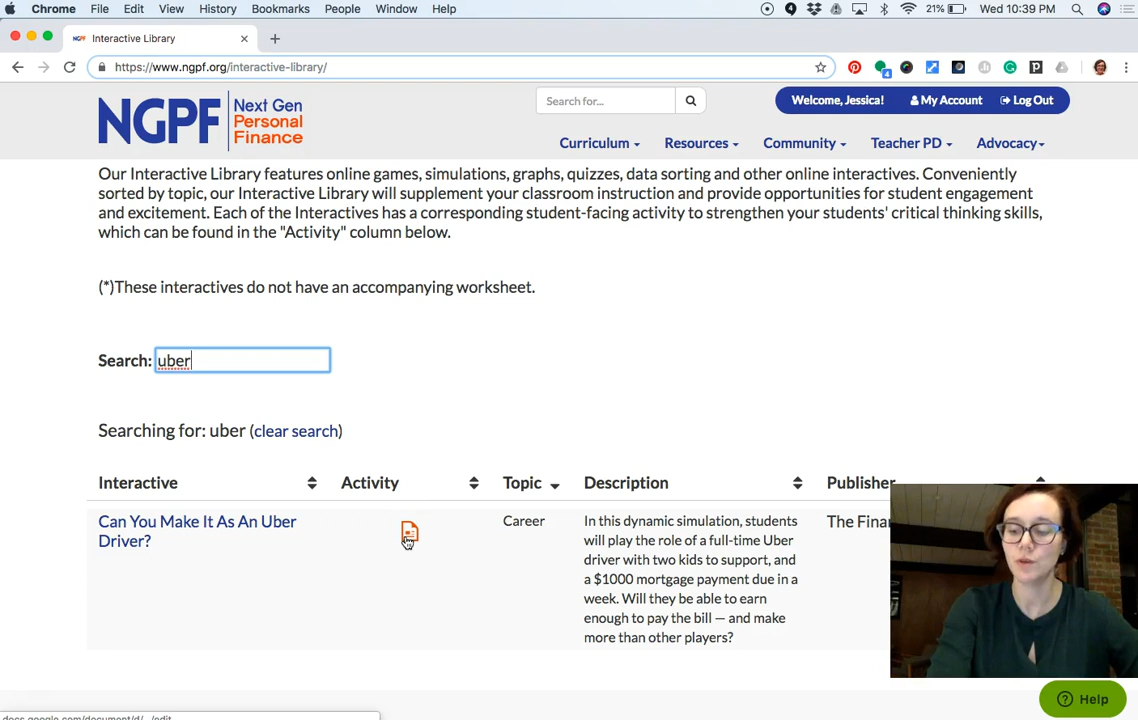 Chrome File Edit View History Bookmarks People Window Help 21% Wed 10:39 PM
NGPF Interactive Library
https://www.ngpf.org/interactive-library/
4
NGPF Next Gen Personal Finance
Search for...
Welcome, Jessica! My Account Log Out
Curriculum Resources Community Teacher PD Advocacy
Our Interactive Library features online games, simulations, graphs, quizzes, data sorting and other online interactives. Conveniently
sorted by topic, our Interactive Library will supplement your classroom instruction and provide opportunities for student engagement
and excitement. Each of the Interactives has a corresponding student-facing activity to strengthen your students' critical thinking skills,
which can be found in the "Activity" column below.
(*)These interactives do not have an accompanying worksheet.
Search: uber
Searching for: uber (clear search)
Interactive Activity Topic Description Publisher
Can You Make It As An Uber
Driver?
Career
In this dynamic simulation, students
will play the role of a full-time Uber
driver with two kids to support, and
a $1000 mortgage payment due in a
week. Will they be able to earn
enough to pay the bill — and make
more than other players?
The
Help